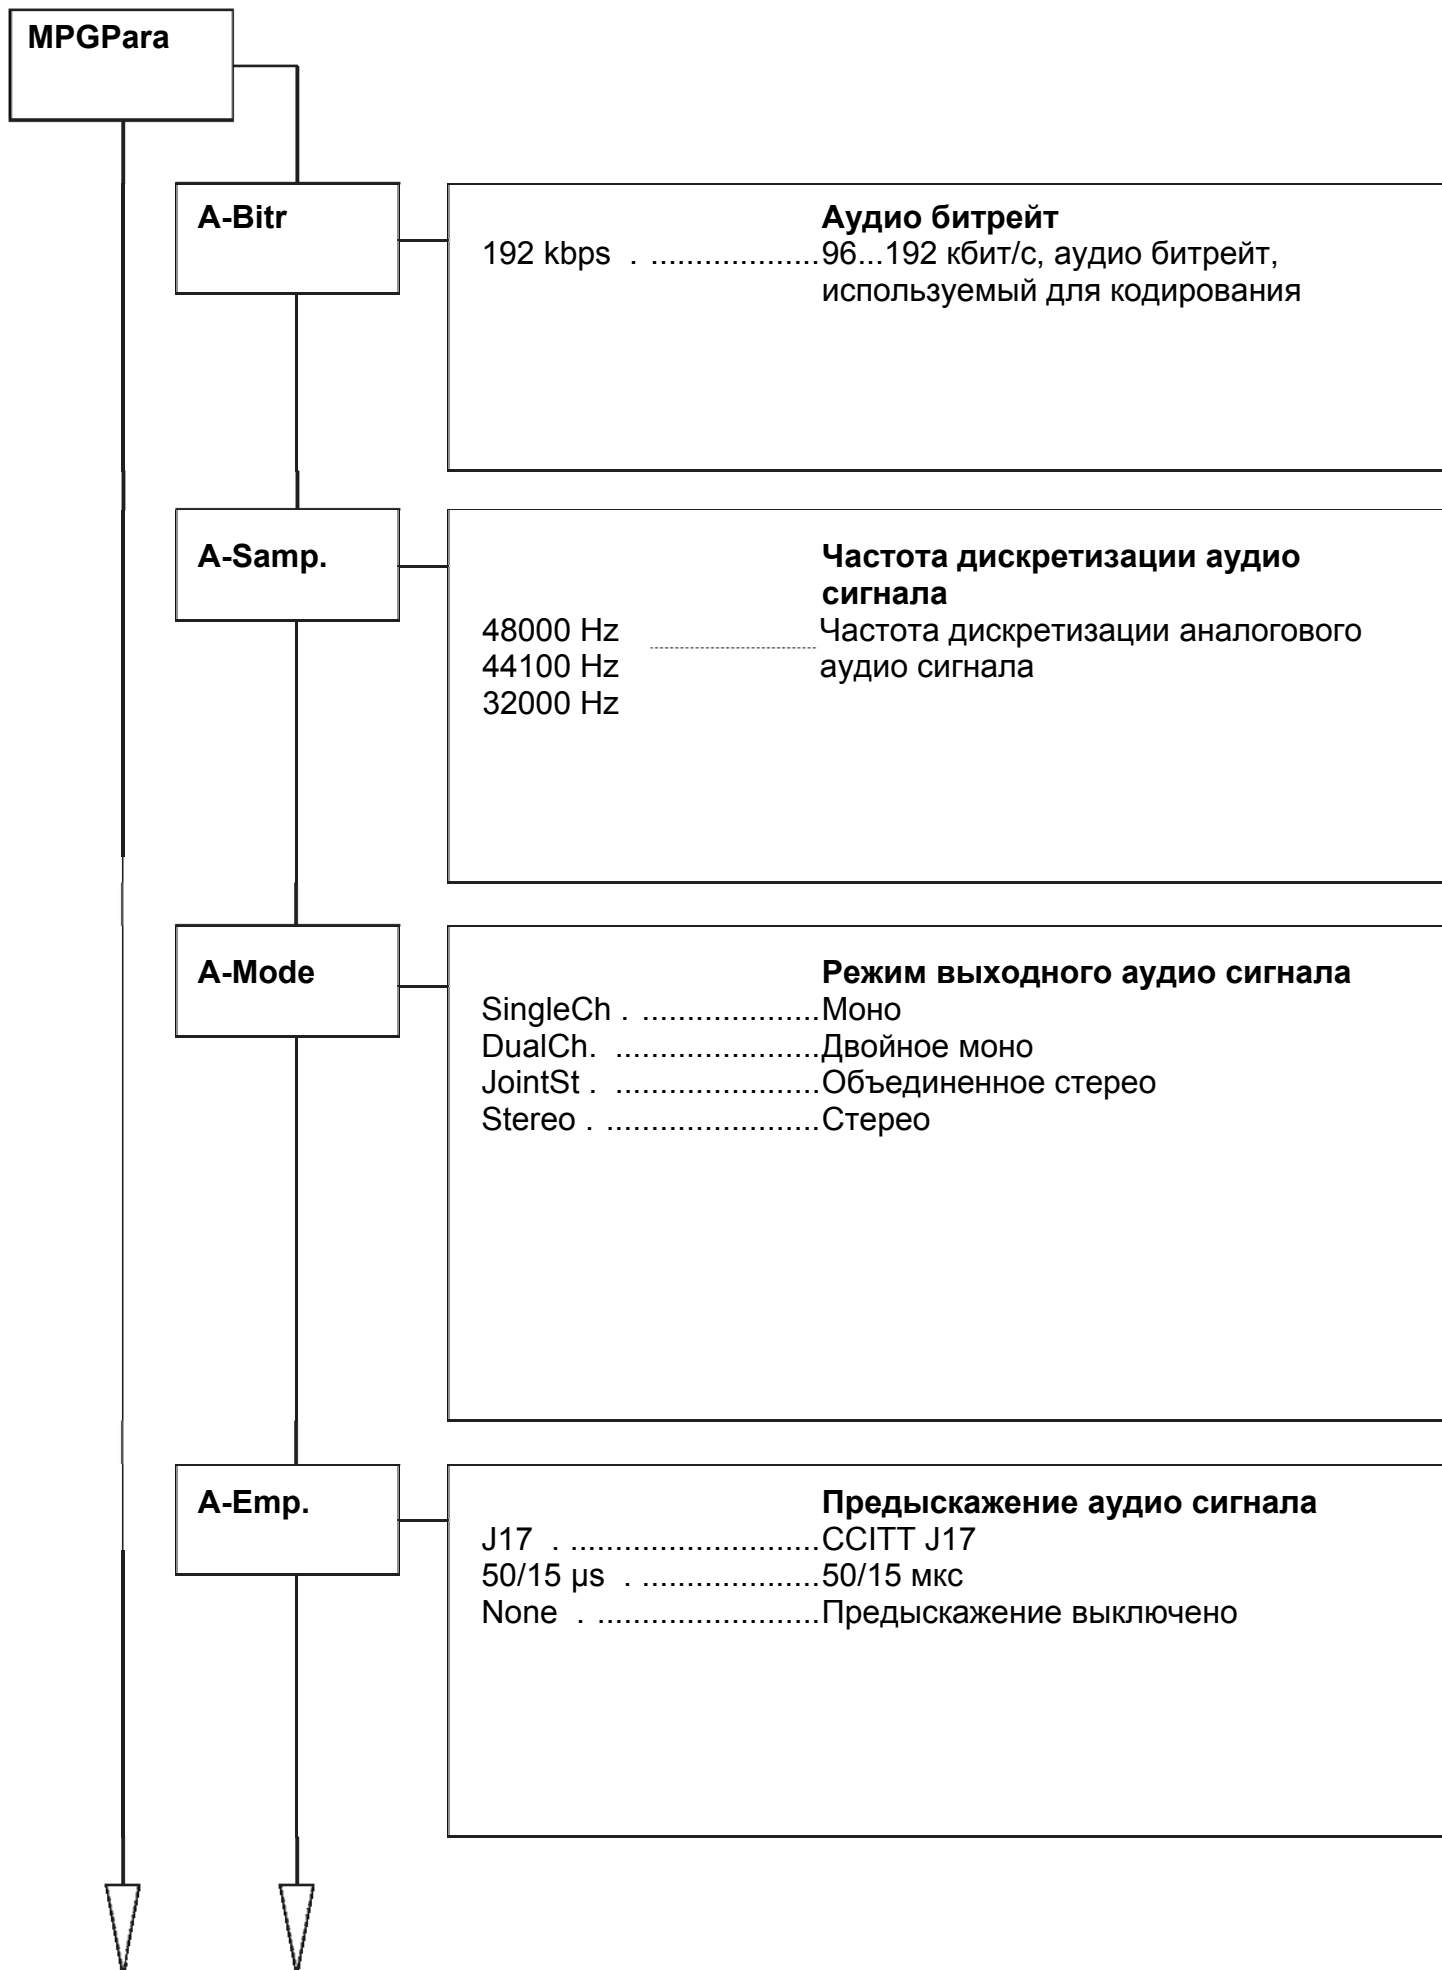 MPGPara
A-Bitr
Аудио битрейт
192 kbps . ...................96...192 кбит/с, аудио битрейт,
используемый для кодирования
A-Samp.
Частота дискретизации аудио
сигнала
48000 Hz ................... Частота дискретизации аналогового
44100 Hz аудио сигнала
32000 Hz
A-Mode
Режим выходного аудио сигнала
SingleCh . ....................Моно
DualCh. .......................Двойное моно
JointSt . .......................Объединенное стерео
Stereo . ........................Стерео
A-Emp.
Предыскажение аудио сигнала
J17 . ............................CCITT J17
50/15 µs . ....................50/15 мкс
None . .........................Предыскажение выключено